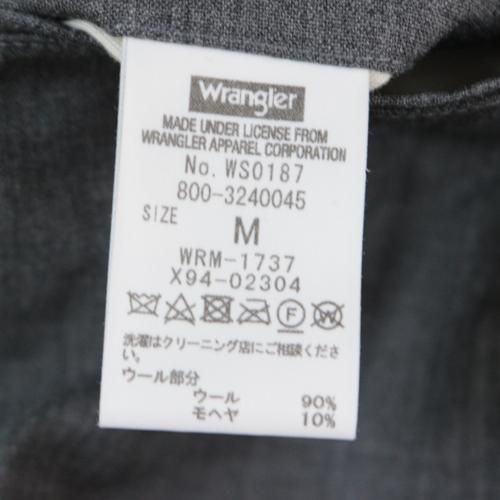 Wrangler
MADE UNDER LICENSE FROM
WRANGLER APPAREL CORPORATION
No. WS0187
800-3240045
SIZE M
WRM-1737
X94-02304
F W
洗濯はクリーニング店にご相談くださ
い。
ウール部分
ウール 90%
モヘヤ 10%